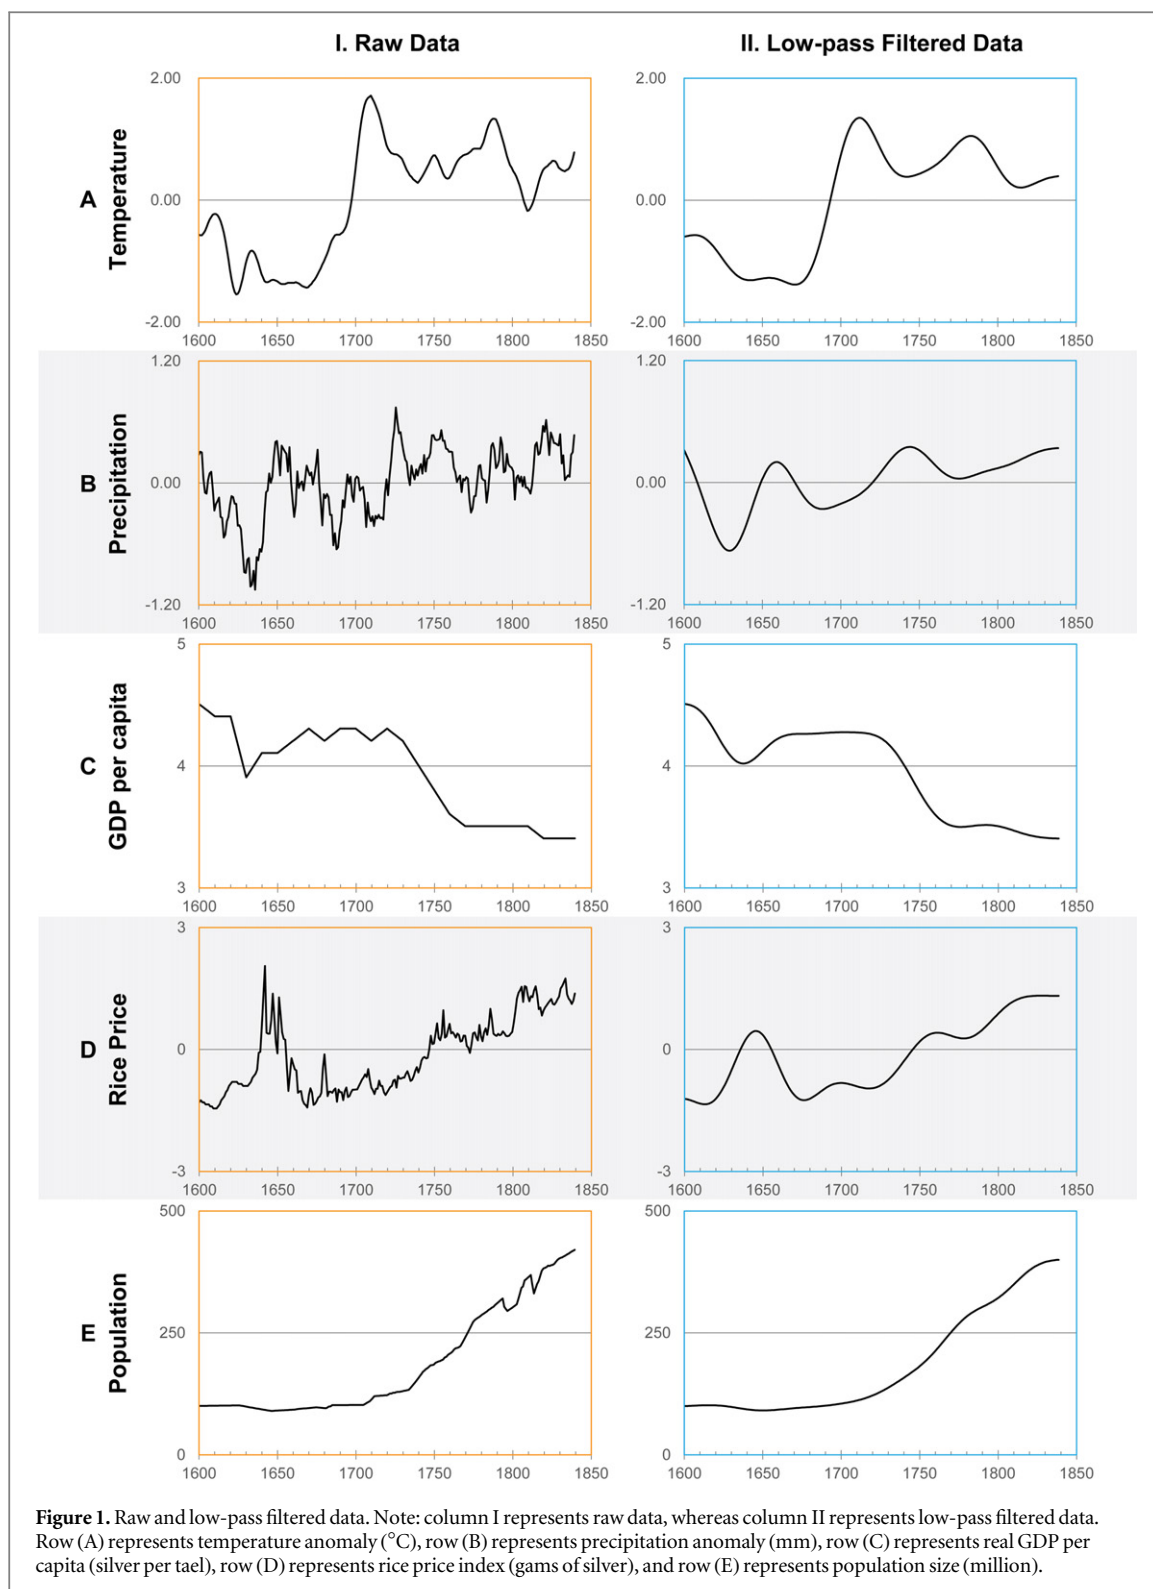 I. Raw Data
II. Low-pass Filtered Data
A
Temperature
2.00
0.00
-2.00
1600 1650 1700 1750 1800 1850
2.00
0.00
-2.00
1600 1650 1700 1750 1800 1850
B
Precipitation
1.20
0.00
-1.20
1600 1650 1700 1750 1800 1850
1.20
0.00
-1.20
1600 1650 1700 1750 1800 1850
C
GDP per capita
5
4
3
1600 1650 1700 1750 1800 1850
5
4
3
1600 1650 1700 1750 1800 1850
D
Rice Price
3
0
-3
1600 1650 1700 1750 1800 1850
3
0
-3
1600 1650 1700 1750 1800 1850
E
Population
500
250
0
1600 1650 1700 1750 1800 1850
500
250
0
1600 1650 1700 1750 1800 1850
Figure 1. Raw and low-pass filtered data. Note: column I represents raw data, whereas column II represents low-pass filtered data.
Row (A) represents temperature anomaly (°C), row (B) represents precipitation anomaly (mm), row (C) represents real GDP per
capita (silver per tael), row (D) represents rice price index (gams of silver), and row (E) represents population size (million).